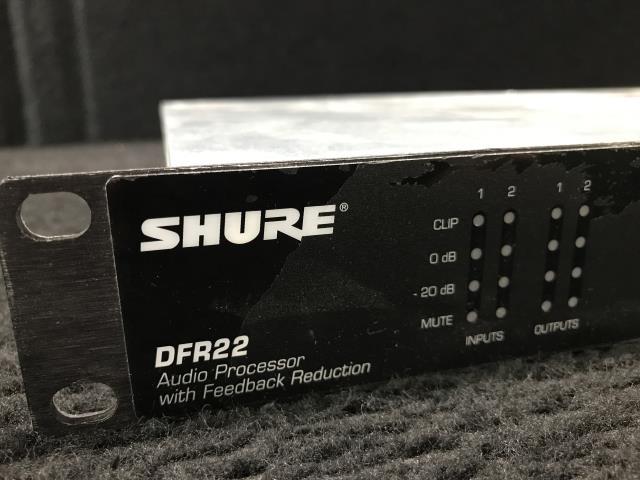 SHURE®
DFR22
Audio Processor
with Feedback Reduction
1 2 1 2
CLIP
0 dB
- 20 dB
MUTE
INPUTS OUTPUTS